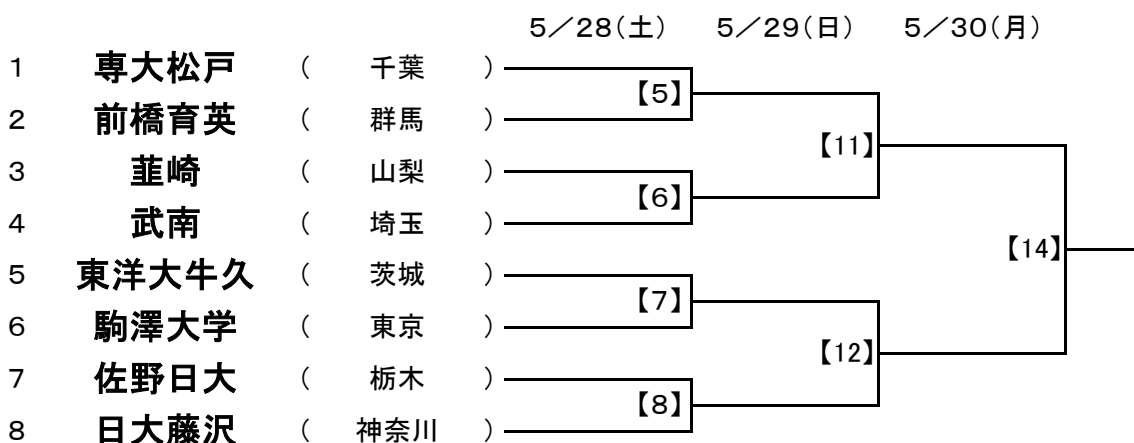 5/28(土) 5/29(日) 5/30(月)
1 専大松戸 ( 千葉 )
【5】
2 前橋育英 ( 群馬 )
【11】
3 韮崎 ( 山梨 )
【6】
4 武南 ( 埼玉 )
【14】
5 東洋大牛久 ( 茨城 )
【7】
6 駒澤大学 ( 東京 )
【12】
7 佐野日大 ( 栃木 )
【8】
8 日大藤沢 ( 神奈川 )